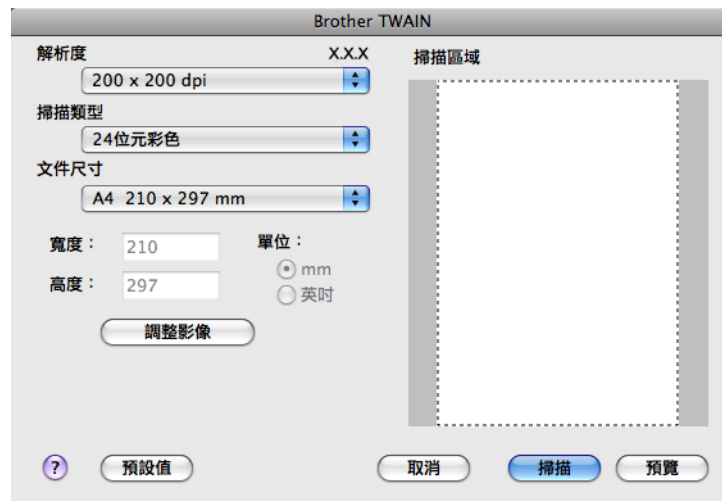 Brother TWAIN
解析度 X.X.X
200 x 200 dpi
掃描類型
24位元彩色
文件尺寸
A4 210 x 297 mm
寬度： 210
高度： 297
單位：
mm
英吋
調整影像
掃描區域
? 預設值 取消 掃描 預覽